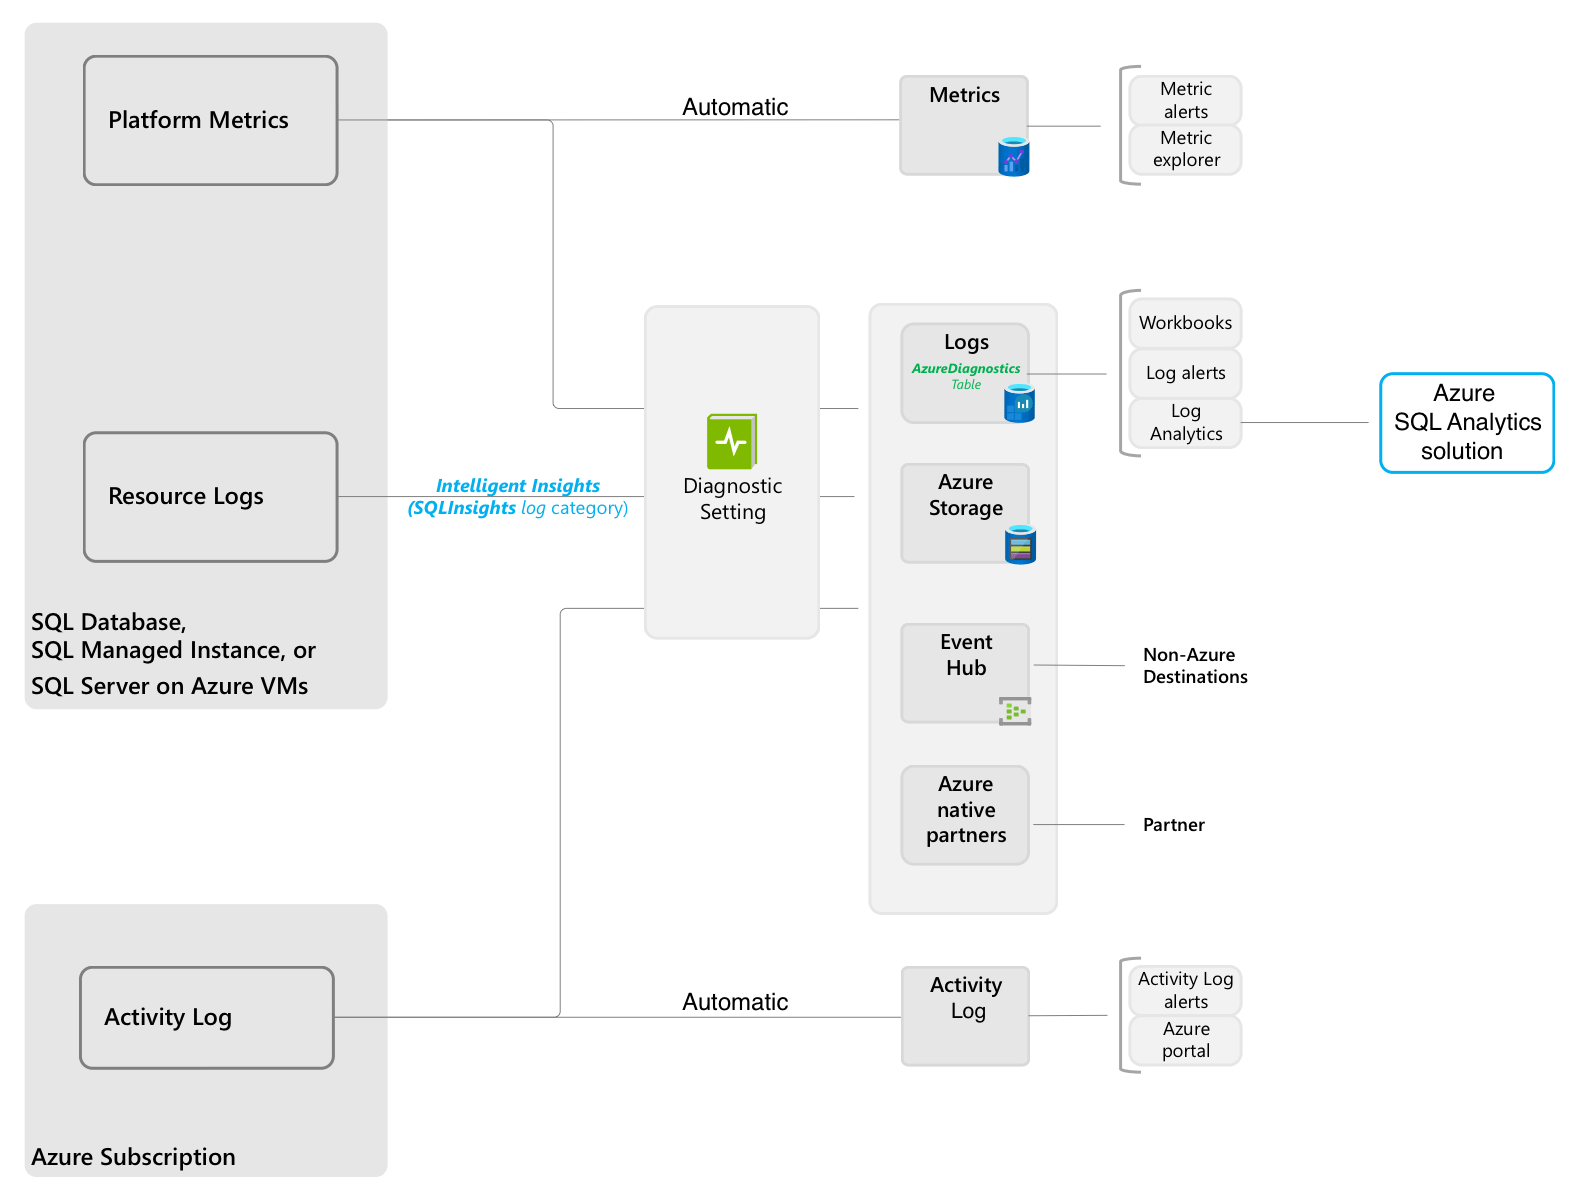 Platform Metrics
Automatic
Metrics
Metric
alerts
Metric
explorer
Resource Logs
Intelligent Insights
(SQLInsights log category)
SQL Database,
SQL Managed Instance, or
SQL Server on Azure VMs
Diagnostic
Setting
Logs
AzureDiagnostics
Table
Workbooks
Log alerts
Log
Analytics
Azure
SQL Analytics
solution
Azure
Storage
Event
Hub
Non-Azure
Destinations
Azure
native
partners
Partner
Activity Log
Automatic
Activity
Log
Activity Log
alerts
Azure
portal
Azure Subscription